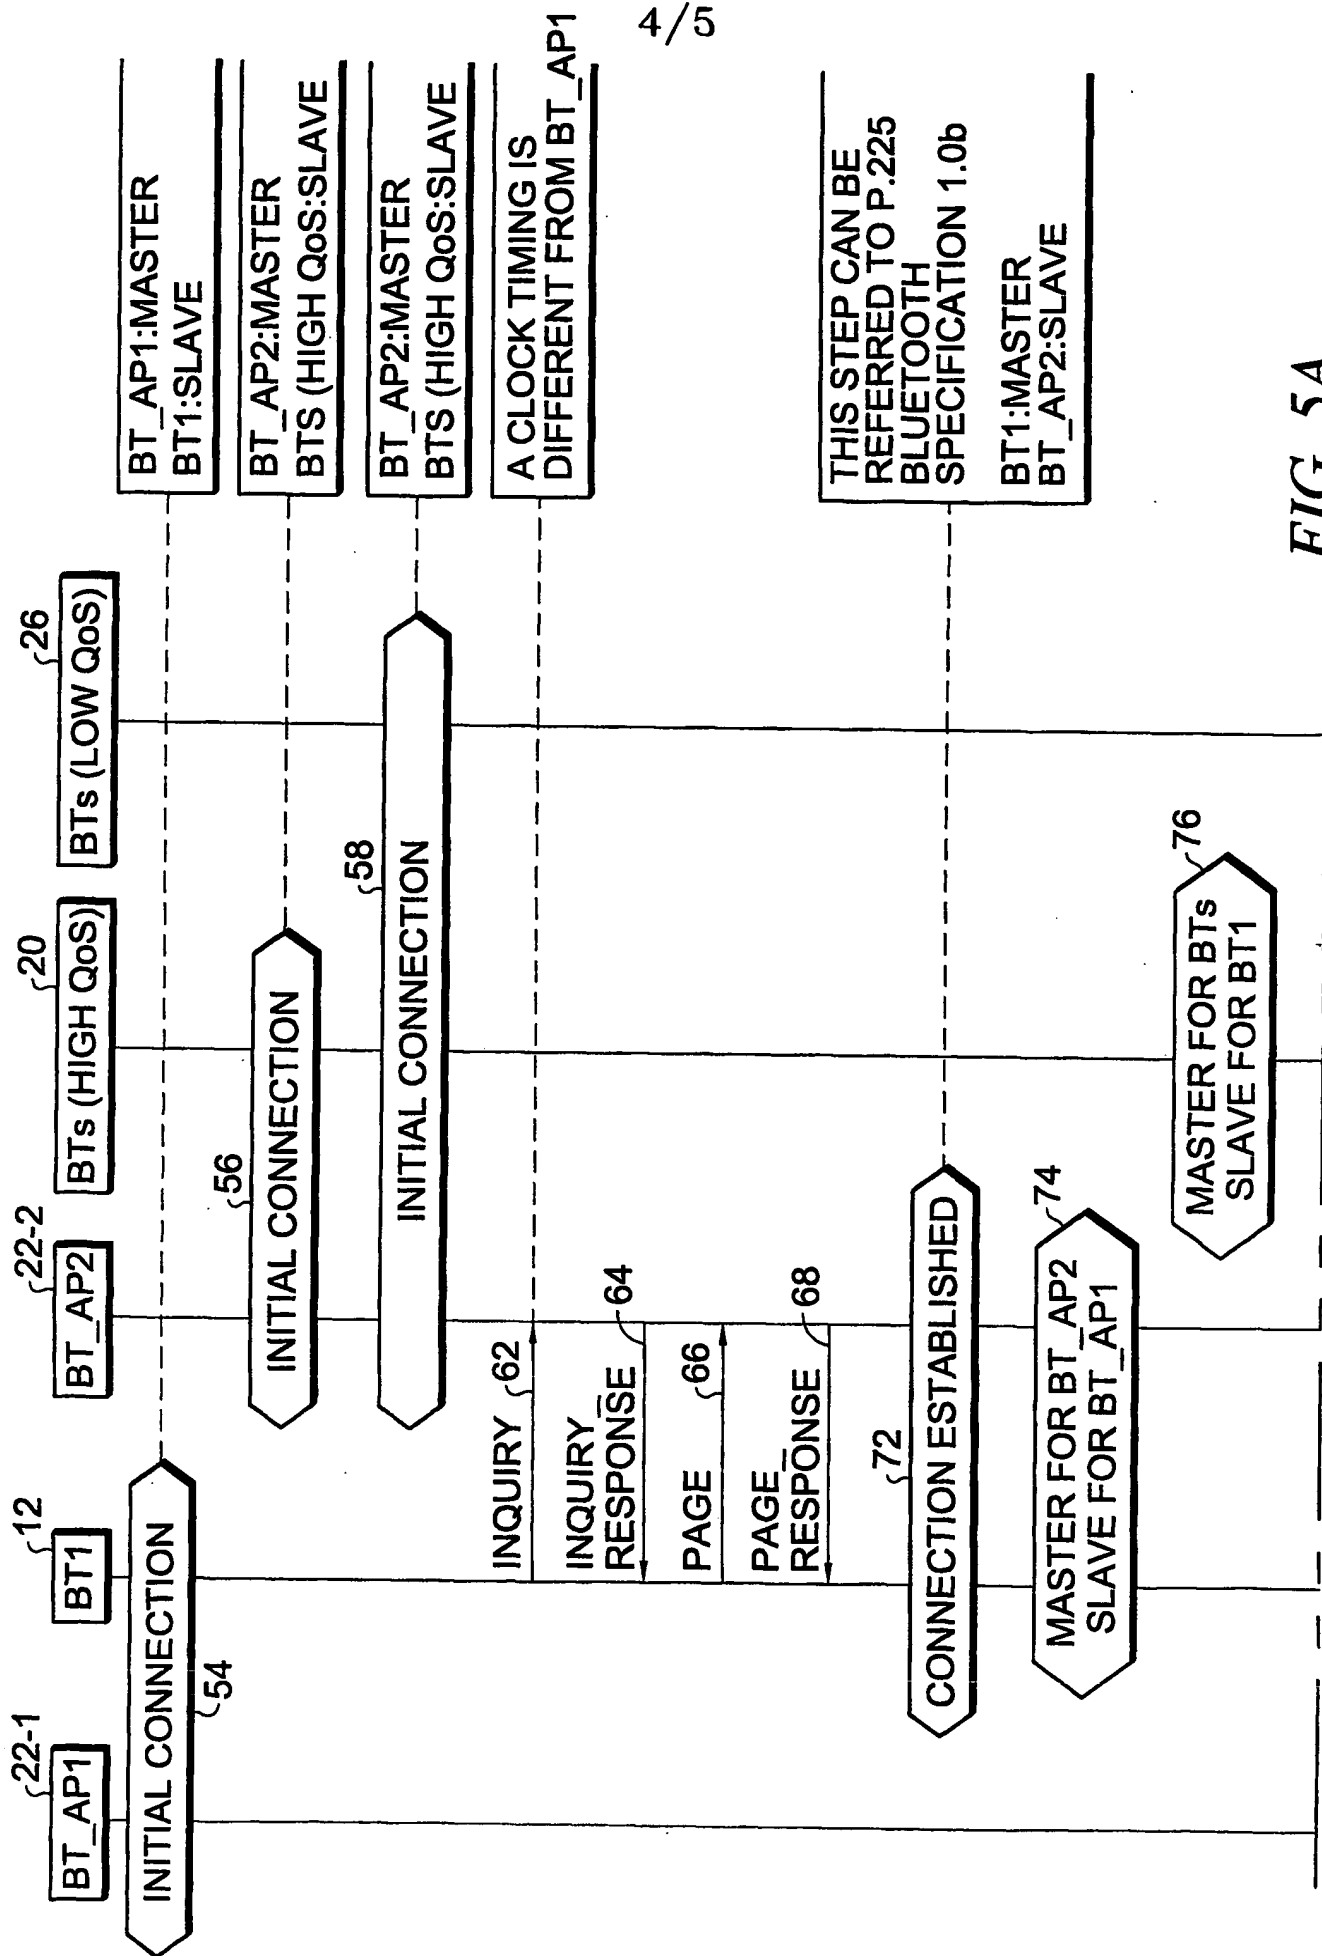 4/5
22-1
BT_AP1
12
BT1
22-2
BT_AP2
20
BTs (HIGH QoS)
26
BTs (LOW QoS)
INITIAL CONNECTION
54
BT_AP1:MASTER
BT1:SLAVE
56
INITIAL CONNECTION
BT_AP2:MASTER
BTS (HIGH QoS:SLAVE
58
INITIAL CONNECTION
BT_AP2:MASTER
BTS (HIGH QoS:SLAVE
INQUIRY
62
A CLOCK TIMING IS
DIFFERENT FROM BT_AP1
INQUIRY_
RESPONSE
64
PAGE
66
PAGE_
RESPONSE
68
72
CONNECTION ESTABLISHED
THIS STEP CAN BE
REFERRED TO P.225
BLUETOOTH
SPECIFICATION 1.0b
BT1:MASTER
BT_AP2:SLAVE
74
MASTER FOR BT_AP2
SLAVE FOR BT_AP1
76
MASTER FOR BTs
SLAVE FOR BT1
FIG. 5A